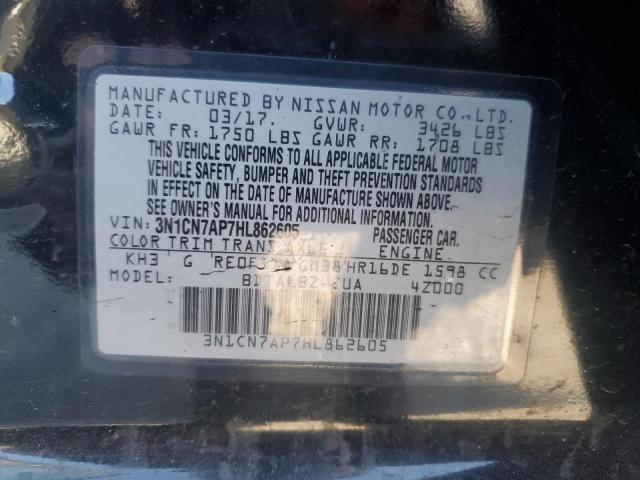 MANUFACTURED BY NISSAN MOTOR CO., LTD.
DATE: 03/17. GVWR: 3426 LBS
GAWR FR: 1750 LBS GAWR RR: 1708 LBS
THIS VEHICLE CONFORMS TO ALL APPLICABLE FEDERAL MOTOR
VEHICLE SAFETY, BUMPER AND THEFT PREVENTION STANDARDS
IN EFFECT ON THE DATE OF MANUFACTURE SHOWN ABOVE.
SEE OWNER'S MANUAL FOR ADDITIONAL INFORMATION.
VIN: 3N1CN7AP7HL862605 PASSENGER CAR.
COLOR TRIM TRANS AXLE ENGINE
KH3 G GM38 HR16DE 1598 CC
MODEL: 4Z000
3N1CN7AP7HL862605